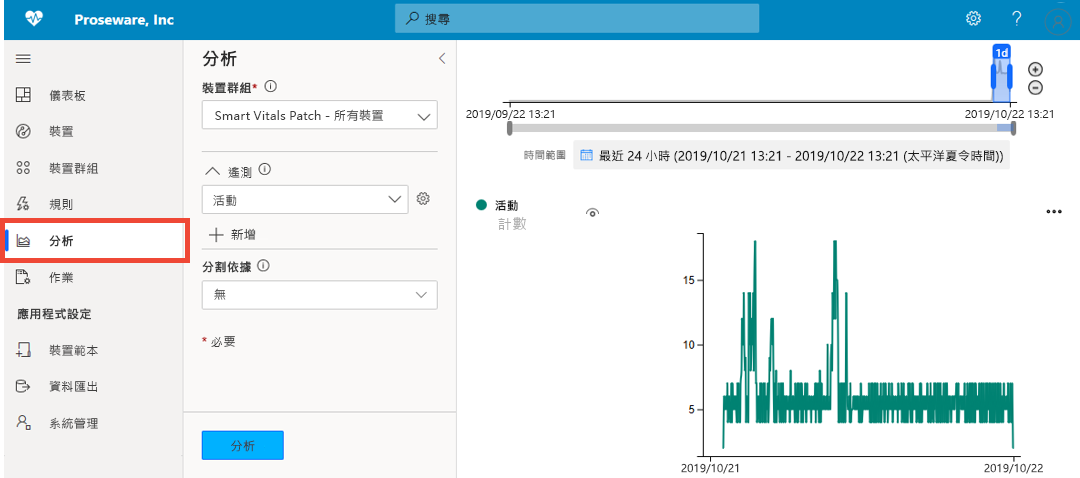 Proseware, Inc
搜尋
?
儀表板
裝置
裝置群組
規則
分析
作業
應用程式設定
裝置範本
資料匯出
系統管理
分析
裝置群組*
Smart Vitals Patch - 所有裝置
遙測
活動
新增
分割依據
無
* 必要
分析
1d
2019/09/22 13:21
2019/10/22 13:21
時間範圍
最近 24 小時 (2019/10/21 13:21 - 2019/10/22 13:21 (太平洋夏令時間))
活動
計數
15
10
5
2019/10/21
2019/10/22